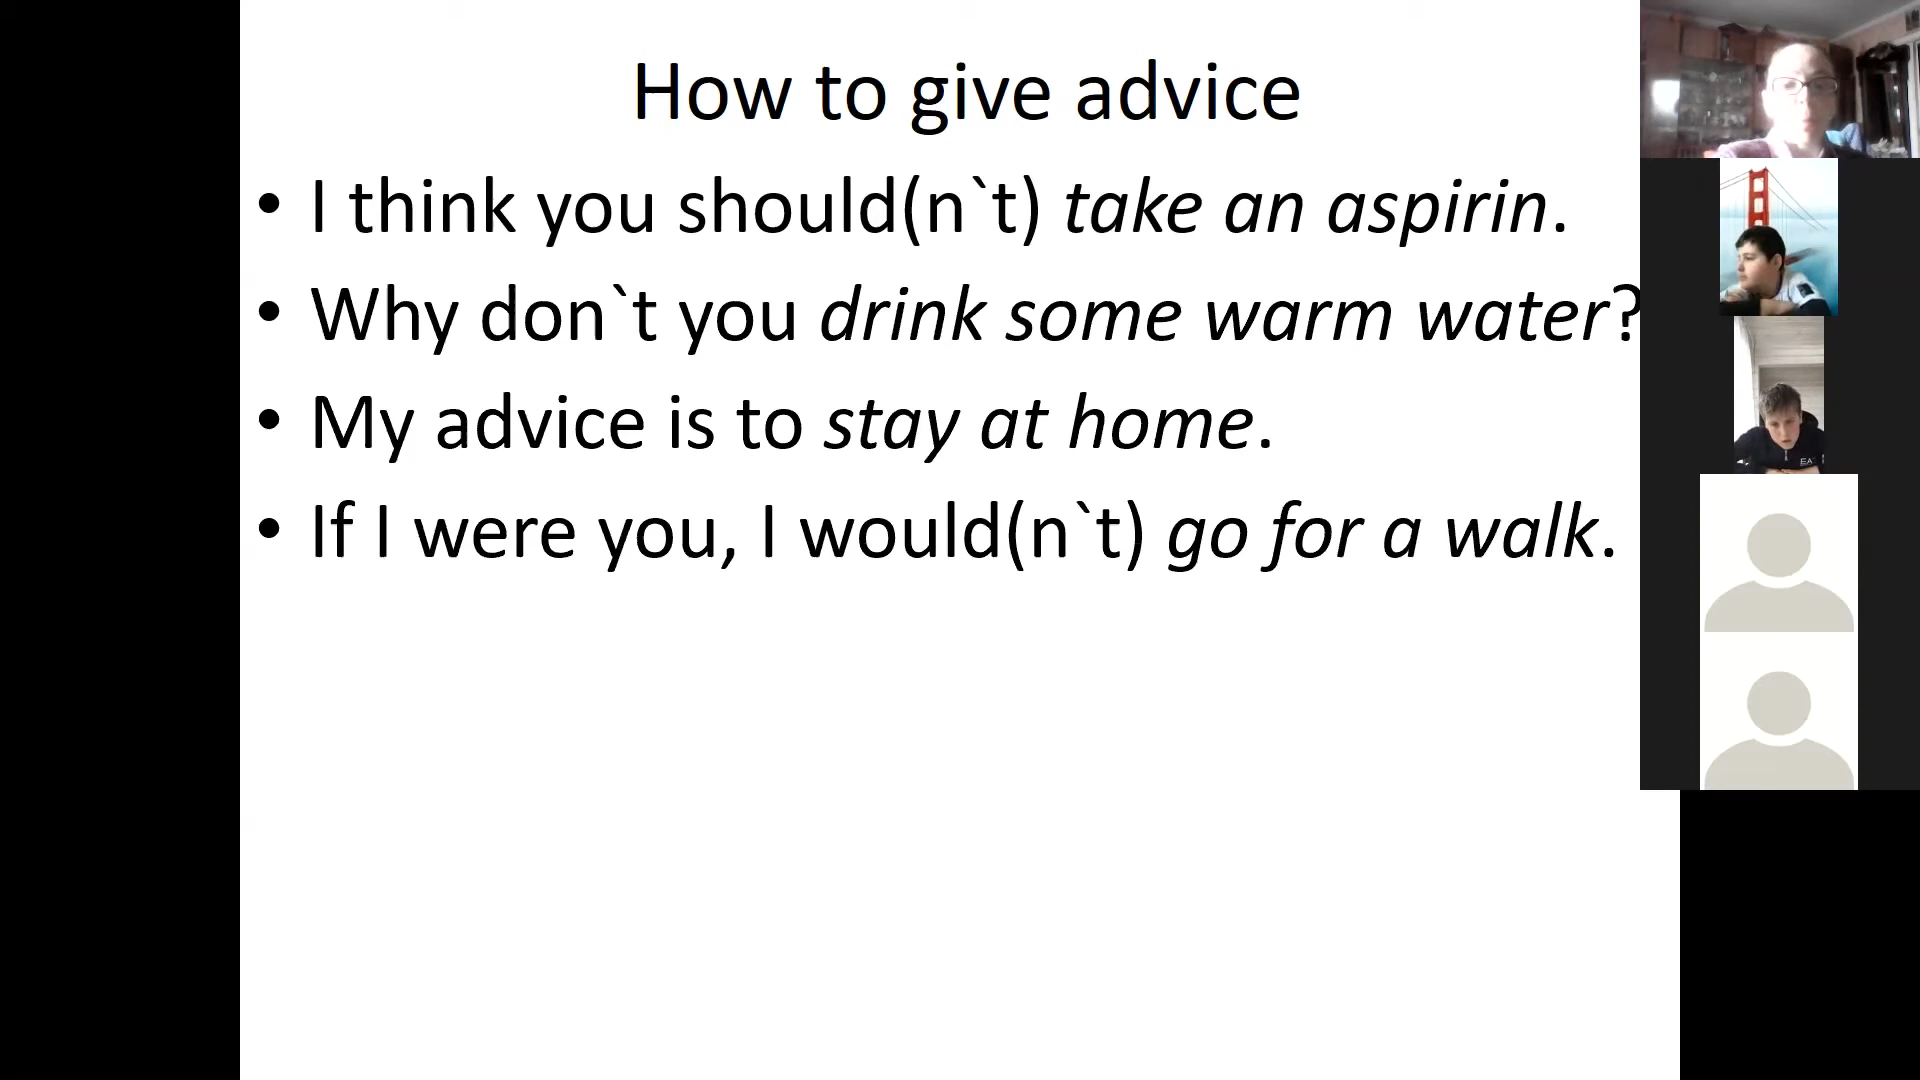 How to give advice
• I think you should(n`t) take an aspirin.
• Why don`t you drink some warm water?
• My advice is to stay at home.
• If I were you, I would(n`t) go for a walk.
EA